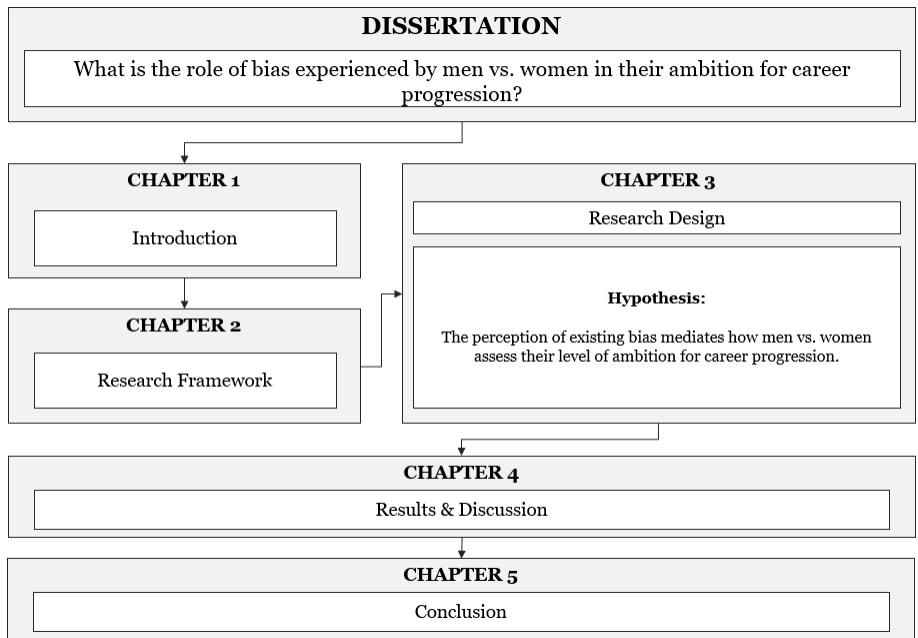 DISSERTATION
What is the role of bias experienced by men vs. women in their ambition for career
progression?
CHAPTER 1
Introduction
CHAPTER 2
Research Framework
CHAPTER 3
Research Design
Hypothesis:
The perception of existing bias mediates how men vs. women
assess their level of ambition for career progression.
CHAPTER 4
Results & Discussion
CHAPTER 5
Conclusion